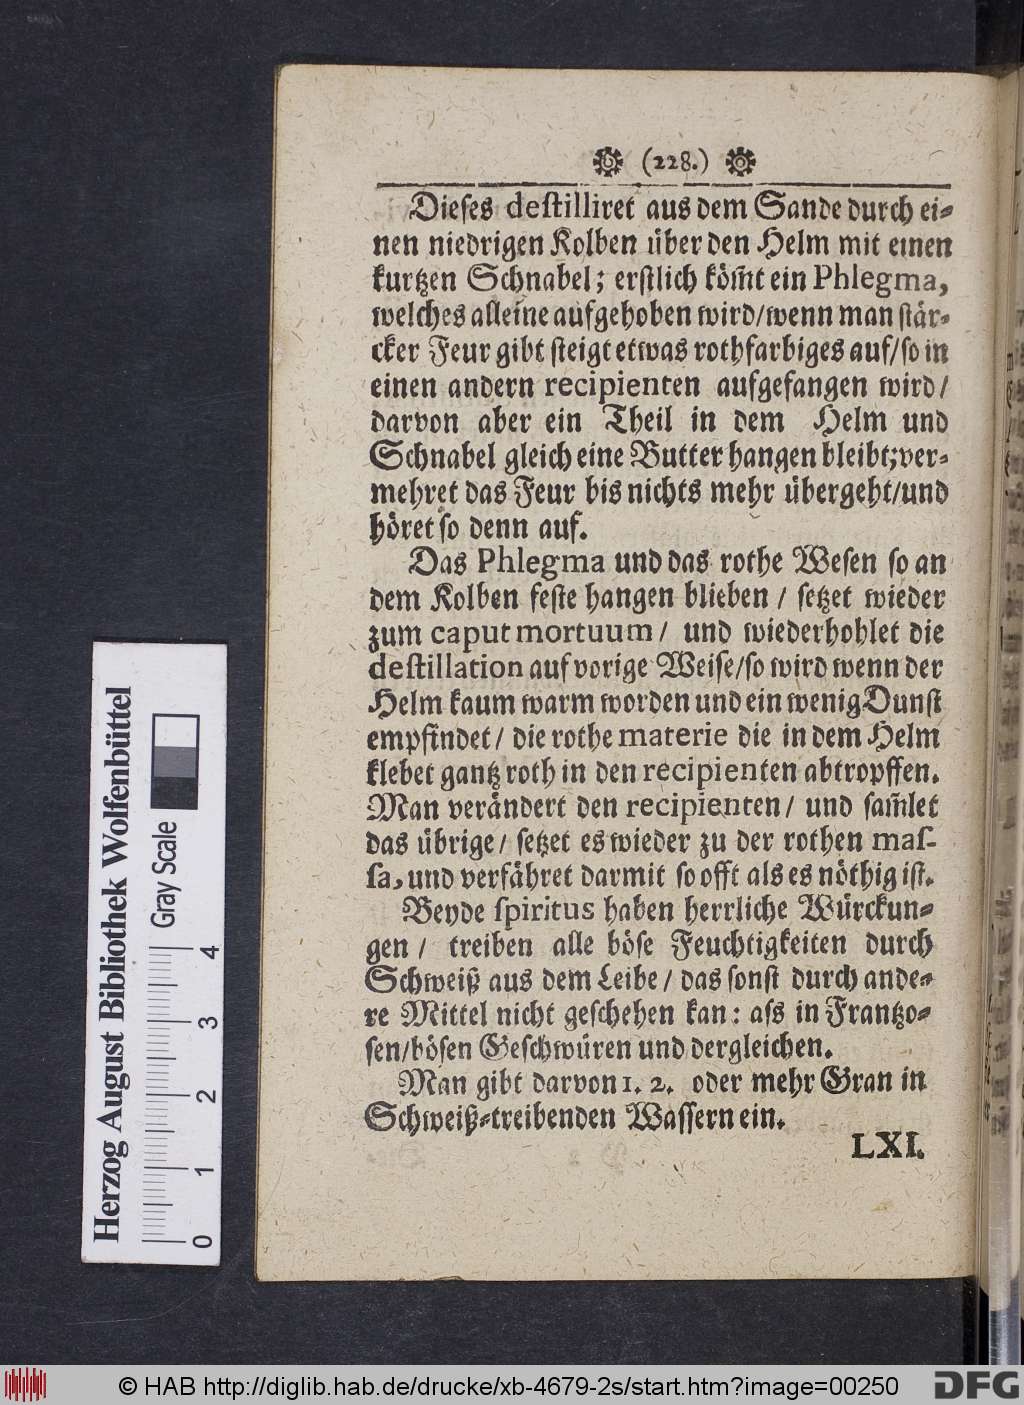 (228.)
Dieses destilliret aus dem Sande durch ei-
nen niedrigen Kolben über den Helm mit einen
kurtzen Schnabel; erstlich köm̃t ein Phlegma,
welches alleine aufgehoben wird/wenn man stär-
cker Feur gibt steigt etwas rothfarbiges auf/so in
einen andern recipienten aufgefangen wird/
darvon aber ein Theil in dem Helm und
Schnabel gleich eine Butter hangen bleibt; ver-
mehret das Feur bis nichts mehr übergeht/und
höret so denn auf.
Das Phlegma und das rothe Wesen so an
dem Kolben feste hangen blieben / setzet wieder
zum caput mortuum / und wiederhohlet die
destillation auf vorige Weise/so wird wenn der
Helm kaum warm worden und ein wenig Dunst
empfindet / die rothe materie die in dem Helm
klebet gantz roth in den recipienten abtropffen.
Man verändert den recipienten / und sam̃let
das übrige / setzet es wieder zu der rothen mas-
sa, und verfähret darmit so offt als es nöthig ist.
Beyde spiritus haben herrliche Würckun-
gen / treiben alle böse Feuchtigkeiten durch
Schweiß aus dem Leibe / das sonst durch ande-
re Mittel nicht geschehen kan: ass in Frantzo-
sen/bösen Geschwüren und dergleichen.
Man gibt darvon 1. 2. oder mehr Gran in
Schweiß-treibenden Wassern ein.
LXI.
Herzog August Bibliothek Wolfenbüttel
Gray Scale
0 1 2 3 4
© HAB http://diglib.hab.de/drucke/xb-4679-2s/start.htm?image=00250
DFG